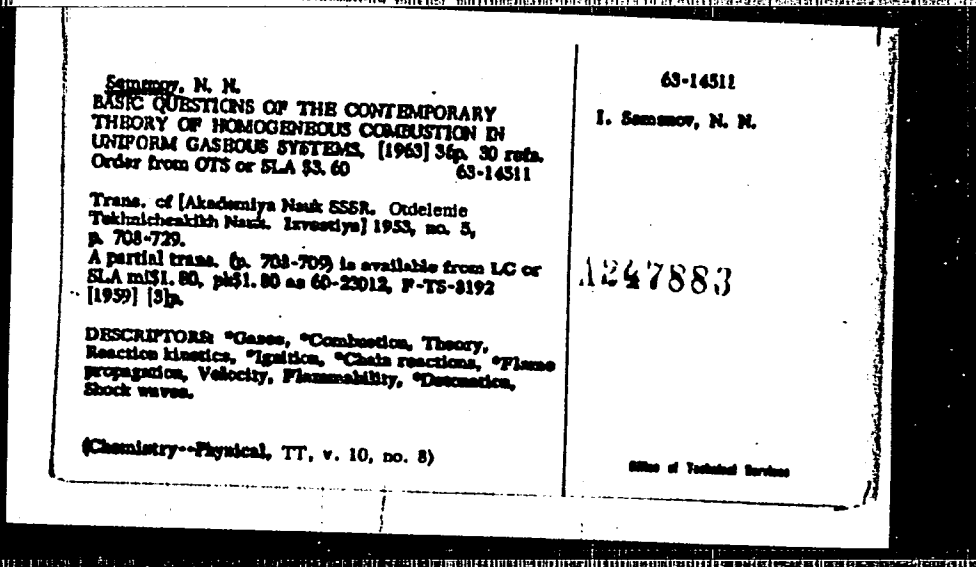 Semenov, N. N.
BASIC QUESTIONS OF THE CONTEMPORARY
THEORY OF HOMOGENEOUS COMBUSTION IN
UNIFORM GASEOUS SYSTEMS, [1963] 36p. 30 refs.
Order from OTS or SLA $3.60 63-14511
Trans. of [Akademiya Nauk SSSR. Otdelenie
Tekhnicheskikh Nauk. Izvestiya] 1953, no. 5,
p. 708-729.
A partial trans. (p. 708-709) is available from LC or
SLA mi$1.80, ph$1.80 as 60-23012, F-TS-8192
[1959] [3]p.
DESCRIPTORS: *Gases, *Combustion, Theory,
Reaction kinetics, *Ignition, *Chain reactions, *Flame
propagation, Velocity, Flammability, *Detonation,
Shock waves.
(Chemistry--Physical, TT, v. 10, no. 8)
63-14511
I. Semenov, N. N.
A247883
Office of Technical Services